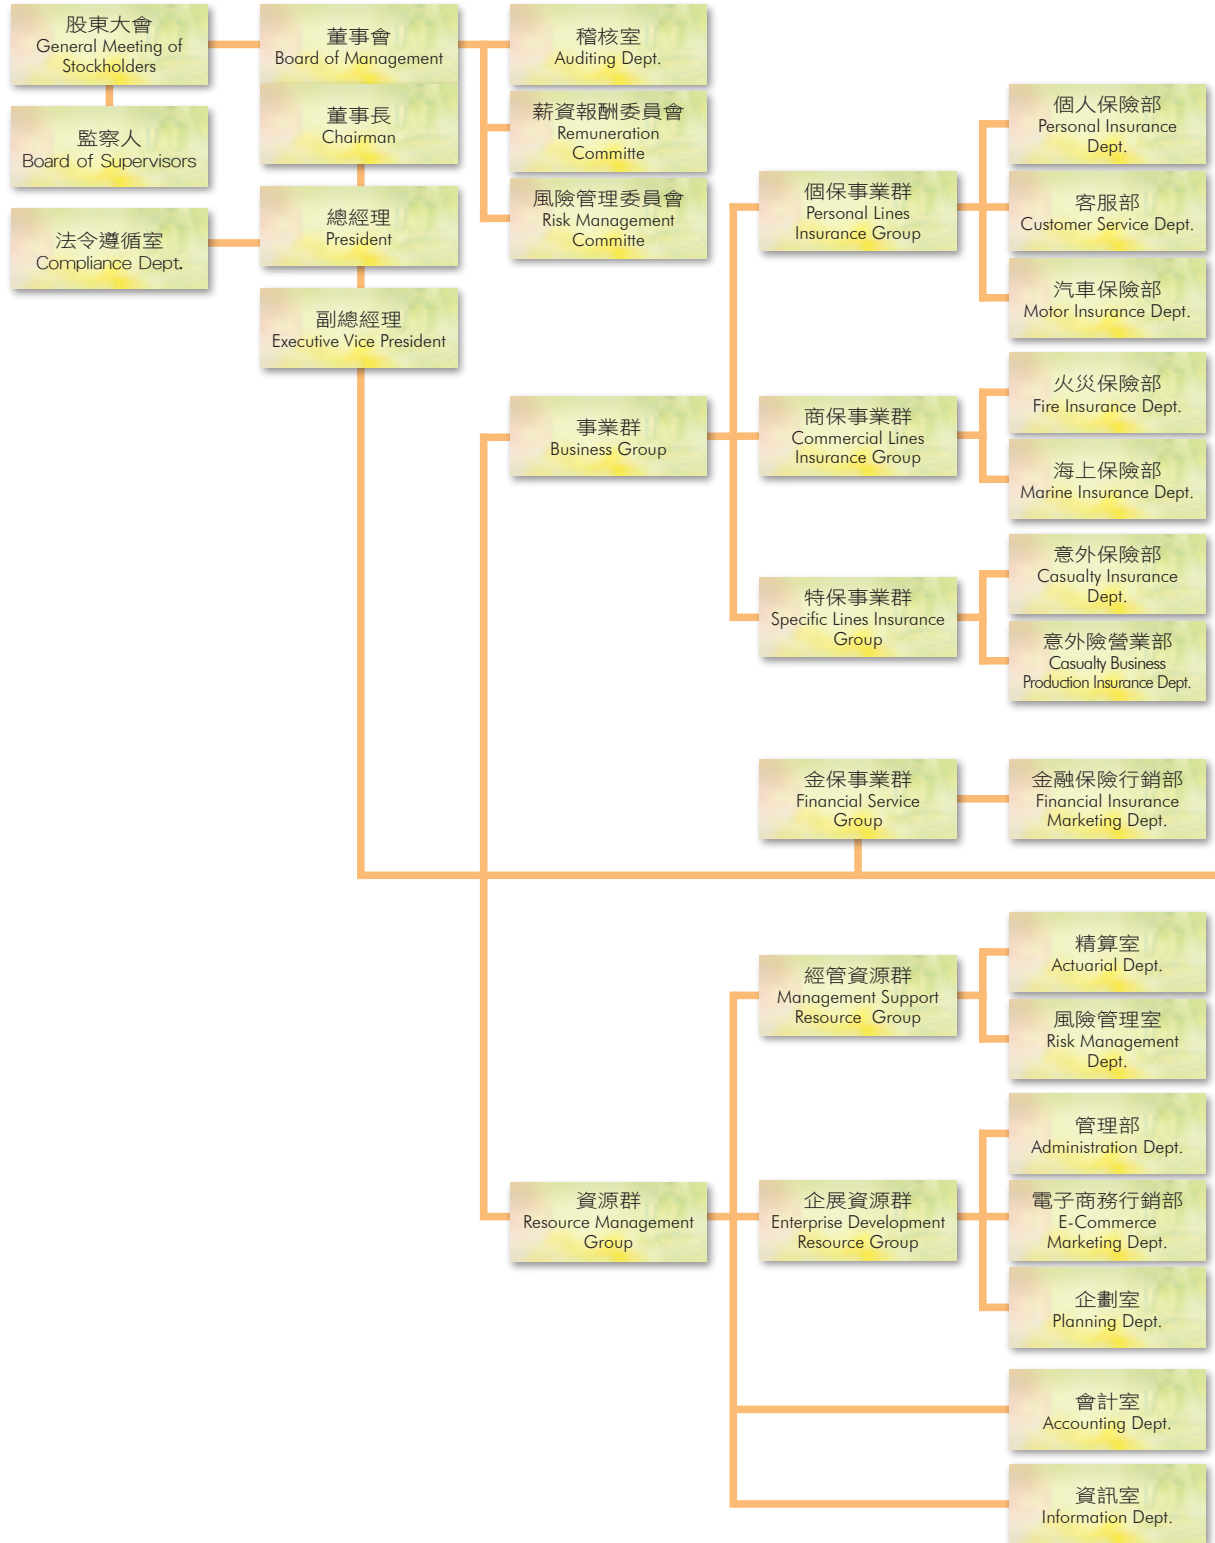 股東大會
General Meeting of
Stockholders
監察人
Board of Supervisors
法令遵循室
Compliance Dept.
董事會
Board of Management
董事長
Chairman
總經理
President
副總經理
Executive Vice President
稽核室
Auditing Dept.
薪資報酬委員會
Remuneration
Committe
風險管理委員會
Risk Management
Committe
事業群
Business Group
個保事業群
Personal Lines
Insurance Group
個人保險部
Personal Insurance
Dept.
客服部
Customer Service Dept.
汽車保險部
Motor Insurance Dept.
商保事業群
Commercial Lines
Insurance Group
火災保險部
Fire Insurance Dept.
海上保險部
Marine Insurance Dept.
特保事業群
Specific Lines Insurance
Group
意外保險部
Casualty Insurance
Dept.
意外險營業部
Casualty Business
Production Insurance Dept.
金保事業群
Financial Service
Group
金融保險行銷部
Financial Insurance
Marketing Dept.
資源群
Resource Management
Group
經管資源群
Management Support
Resource Group
精算室
Actuarial Dept.
風險管理室
Risk Management
Dept.
企展資源群
Enterprise Development
Resource Group
管理部
Administration Dept.
電子商務行銷部
E-Commerce
Marketing Dept.
企劃室
Planning Dept.
會計室
Accounting Dept.
資訊室
Information Dept.